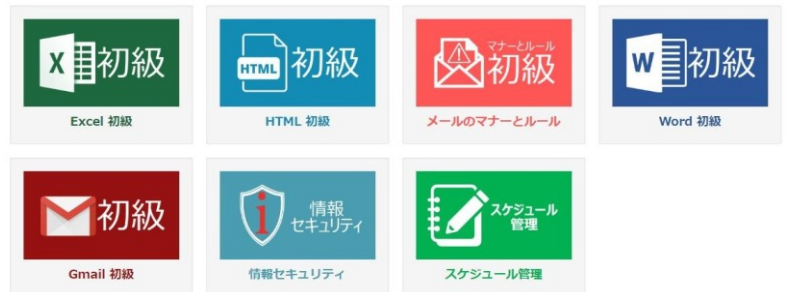 X 初級
HTML 初級
マナーとルール
初級
W 初級
Excel 初級
HTML 初級
メールのマナーとルール
Word 初級
初級
情報
セキュリティ
スケジュール
管理
Gmail 初級
情報セキュリティ
スケジュール管理